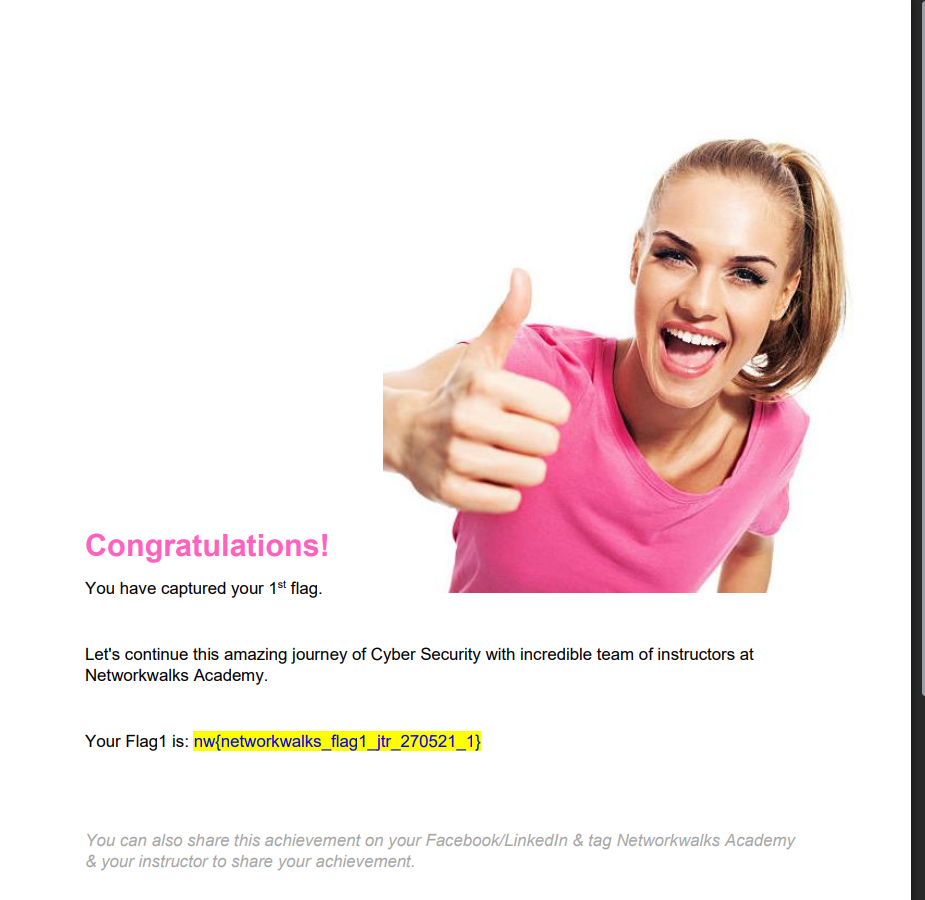 Congratulations!
You have captured your 1st flag.
Let's continue this amazing journey of Cyber Security with incredible team of instructors at
Networkwalks Academy.
Your Flag1 is: nw{networkwalks_flag1_jtr_270521_1}
You can also share this achievement on your Facebook/LinkedIn & tag Networkwalks Academy
& your instructor to share your achievement.